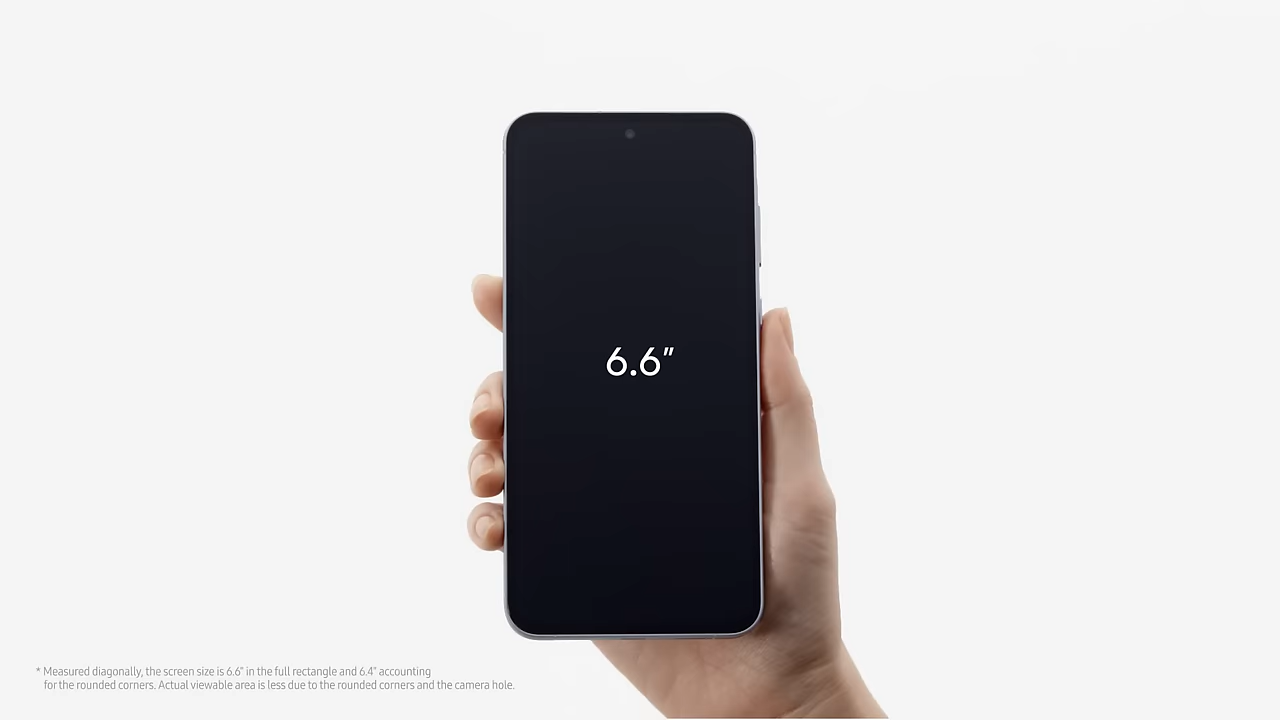 6.6"
* Measured diagonally, the screen size is 6.6" in the full rectangle and 6.4" accounting
for the rounded corners. Actual viewable area is less due to the rounded corners and the camera hole.